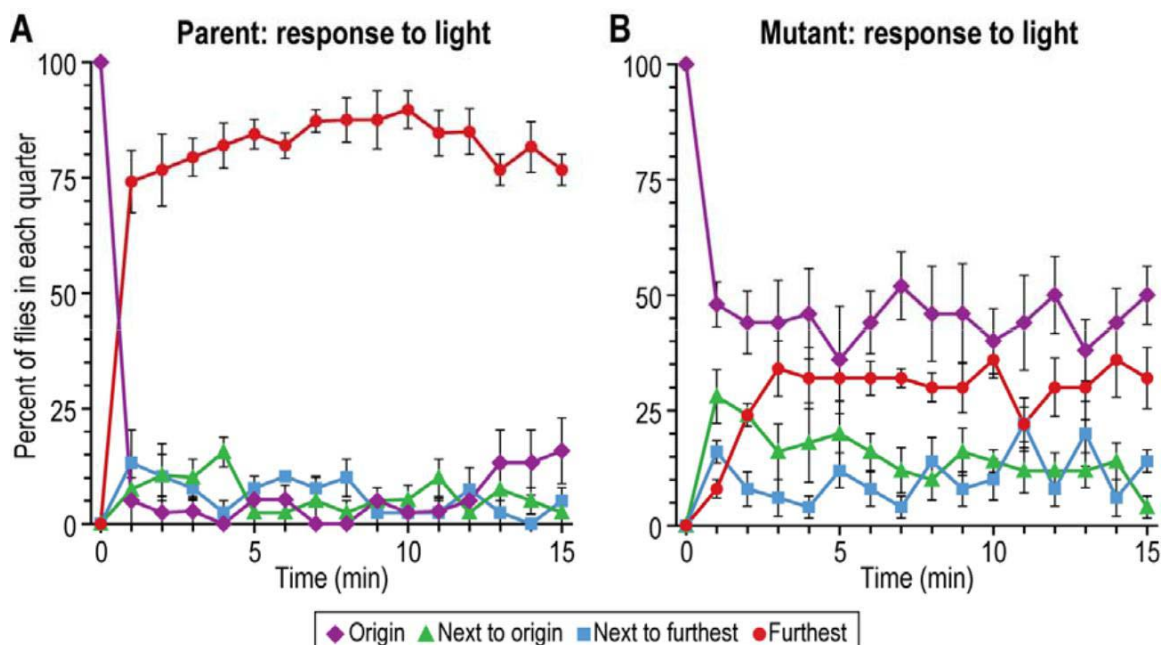 A Parent: response to light
Percent of flies in each quarter
100
75
50
25
0
0 5 10 15
Time (min)
B Mutant: response to light
100
75
50
25
0
0 5 10 15
Time (min)
Origin Next to origin Next to furthest Furthest